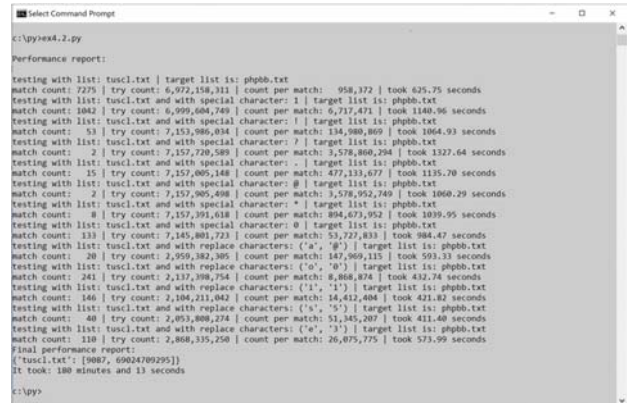 Select Command Prompt
c:\py>ex4.2.py
Performance report:
testing with list: tuscl.txt | target list is: phpbb.txt
match count: 7275 | try count: 6,972,158,311 | count per match: 958,372 | took 625.75 seconds
testing with list: tuscl.txt and with special character: 1 | target list is: phpbb.txt
match count: 1042 | try count: 6,999,604,749 | count per match: 6,717,471 | took 1140.96 seconds
testing with list: tuscl.txt and with special character: ! | target list is: phpbb.txt
match count: 53 | try count: 7,153,986,034 | count per match: 134,980,869 | took 1064.93 seconds
testing with list: tuscl.txt and with special character: ? | target list is: phpbb.txt
match count: 2 | try count: 7,157,720,589 | count per match: 3,578,860,294 | took 1327.64 seconds
testing with list: tuscl.txt and with special character: . | target list is: phpbb.txt
match count: 15 | try count: 7,157,005,148 | count per match: 477,133,677 | took 1135.70 seconds
testing with list: tuscl.txt and with special character: @ | target list is: phpbb.txt
match count: 2 | try count: 7,157,905,498 | count per match: 3,578,952,749 | took 1060.29 seconds
testing with list: tuscl.txt and with special character: * | target list is: phpbb.txt
match count: 8 | try count: 7,157,391,618 | count per match: 894,673,952 | took 1039.95 seconds
testing with list: tuscl.txt and with special character: 0 | target list is: phpbb.txt
match count: 133 | try count: 7,145,801,723 | count per match: 53,727,833 | took 984.47 seconds
testing with list: tuscl.txt and with replace characters: ('a', '@') | target list is: phpbb.txt
match count: 20 | try count: 2,959,382,305 | count per match: 147,969,115 | took 593.33 seconds
testing with list: tuscl.txt and with replace characters: ('o', '0') | target list is: phpbb.txt
match count: 241 | try count: 2,137,398,754 | count per match: 8,868,874 | took 432.74 seconds
testing with list: tuscl.txt and with replace characters: ('i', '1') | target list is: phpbb.txt
match count: 146 | try count: 2,104,211,042 | count per match: 14,412,404 | took 421.82 seconds
testing with list: tuscl.txt and with replace characters: ('s', '5') | target list is: phpbb.txt
match count: 40 | try count: 2,053,808,274 | count per match: 51,345,207 | took 411.40 seconds
testing with list: tuscl.txt and with replace characters: ('e', '3') | target list is: phpbb.txt
match count: 110 | try count: 2,868,335,250 | count per match: 26,075,775 | took 573.99 seconds
Final performance report:
{'tuscl.txt': [9087, 69024709295]}
It took: 180 minutes and 13 seconds
c:\py>